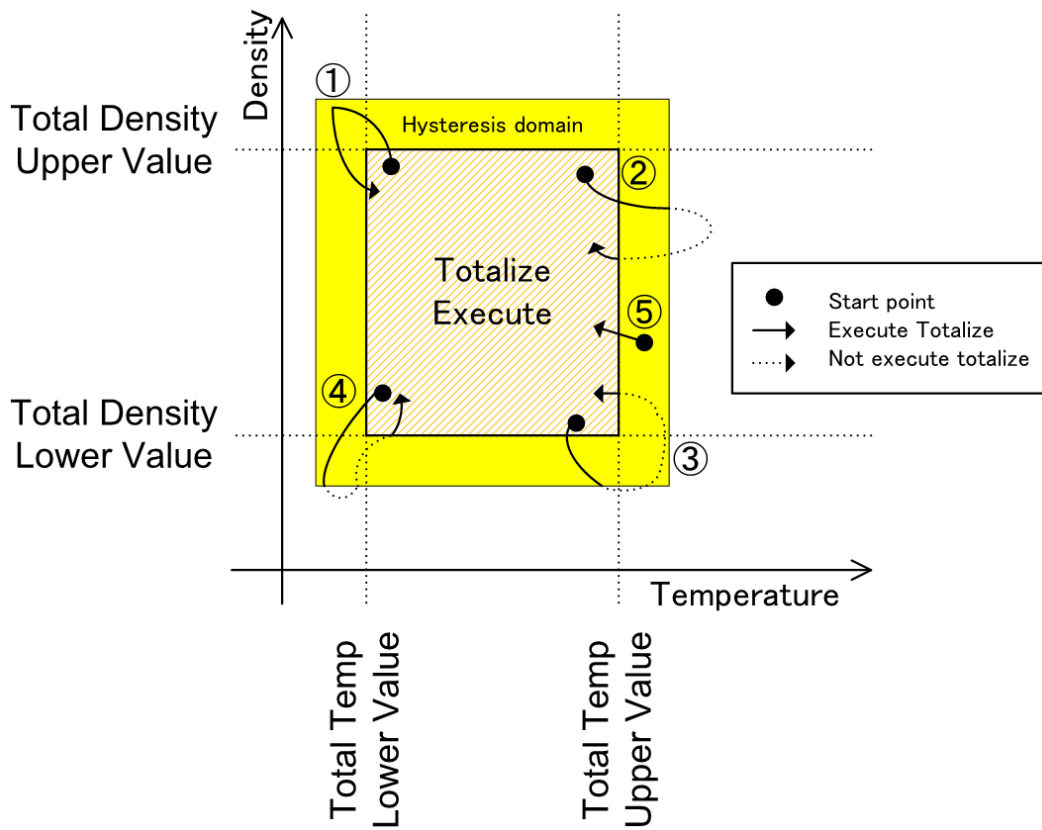 Density
①
Total Density
Upper Value
Hysteresis domain
②
Totalize
Execute
⑤
Start point
Execute Totalize
Not execute totalize
④
Total Density
Lower Value
③
Temperature
Total Temp
Lower Value
Total Temp
Upper Value